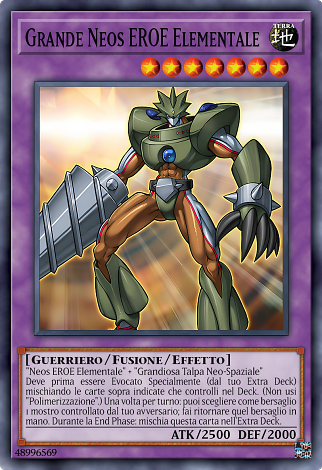 Grande Neos EROE Elementale
TERRA
地
[Guerriero/Fusione/Effetto]
"Neos EROE Elementale" + "Grandiosa Talpa Neo-Spaziale"
Deve prima essere Evocato Specialmente (dal tuo Extra Deck)
mischiando le carte sopra indicate che controlli nel Deck. (Non usi
"Polimerizzazione".) Una volta per turno: puoi scegliere come bersaglio
1 mostro controllato dal tuo avversario; fai ritornare quel bersaglio in
mano. Durante la End Phase: mischia questa carta nell'Extra Deck.
ATK/2500 DEF/2000
48996569